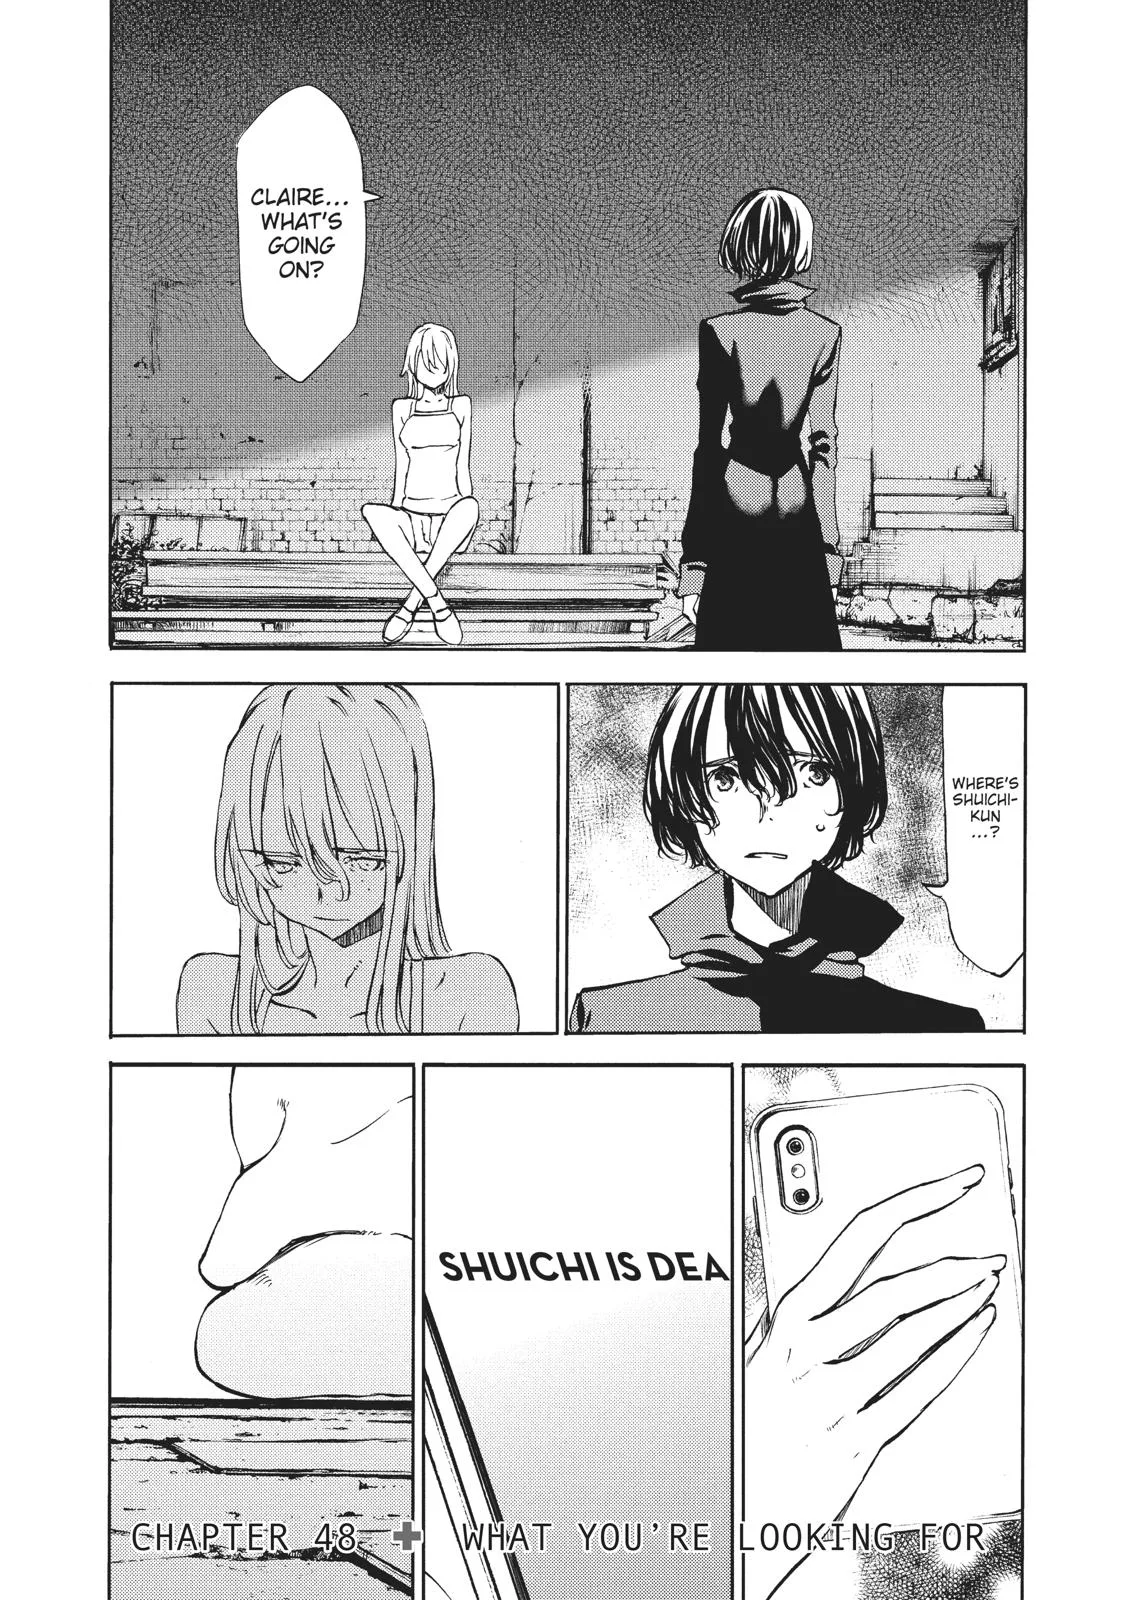 CLAIRE...
WHAT'S
GOING
ON?
WHERE'S
SHUICHI-
KUN
...?
SHUICHI IS DEA
CHAPTER 48 + WHAT YOU'RE LOOKING FOR